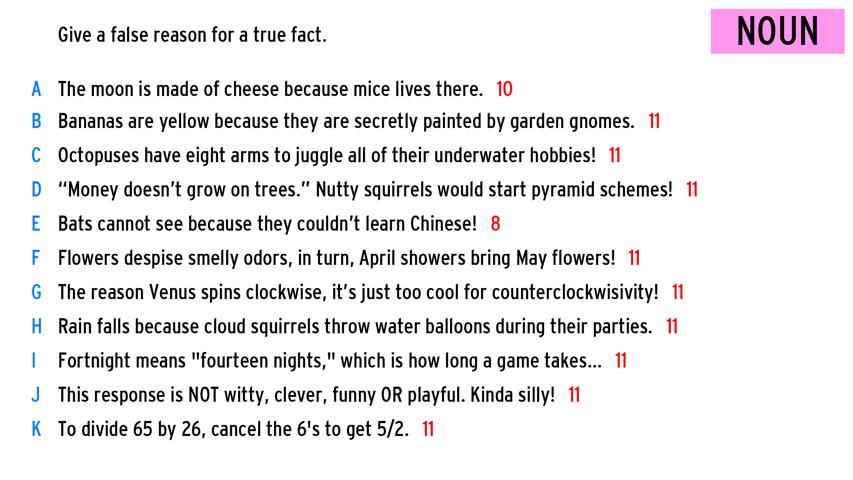 Give a false reason for a true fact.
NOUN
A The moon is made of cheese because mice lives there. 10
B Bananas are yellow because they are secretly painted by garden gnomes. 11
C Octopuses have eight arms to juggle all of their underwater hobbies! 11
D “Money doesn’t grow on trees.” Nutty squirrels would start pyramid schemes! 11
E Bats cannot see because they couldn’t learn Chinese! 8
F Flowers despise smelly odors, in turn, April showers bring May flowers! 11
G The reason Venus spins clockwise, it’s just too cool for counterclockwisivity! 11
H Rain falls because cloud squirrels throw water balloons during their parties. 11
I Fortnight means "fourteen nights," which is how long a game takes... 11
J This response is NOT witty, clever, funny OR playful. Kinda silly! 11
K To divide 65 by 26, cancel the 6's to get 5/2. 11